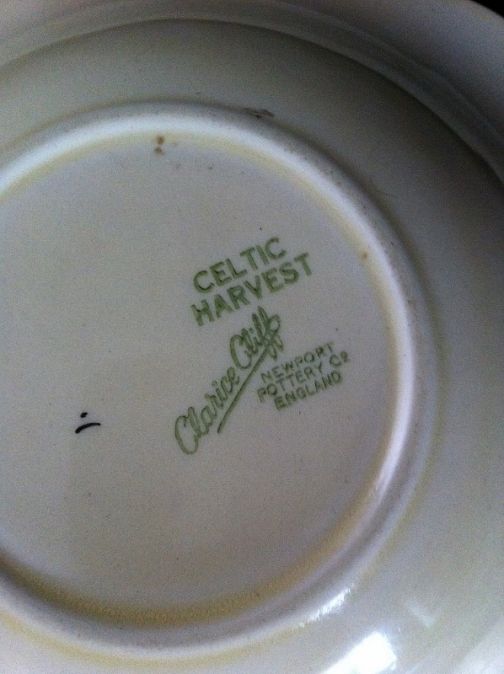 CELTIC
HARVEST
Clarice Cliff
NEWPORT
POTTERY Co
ENGLAND